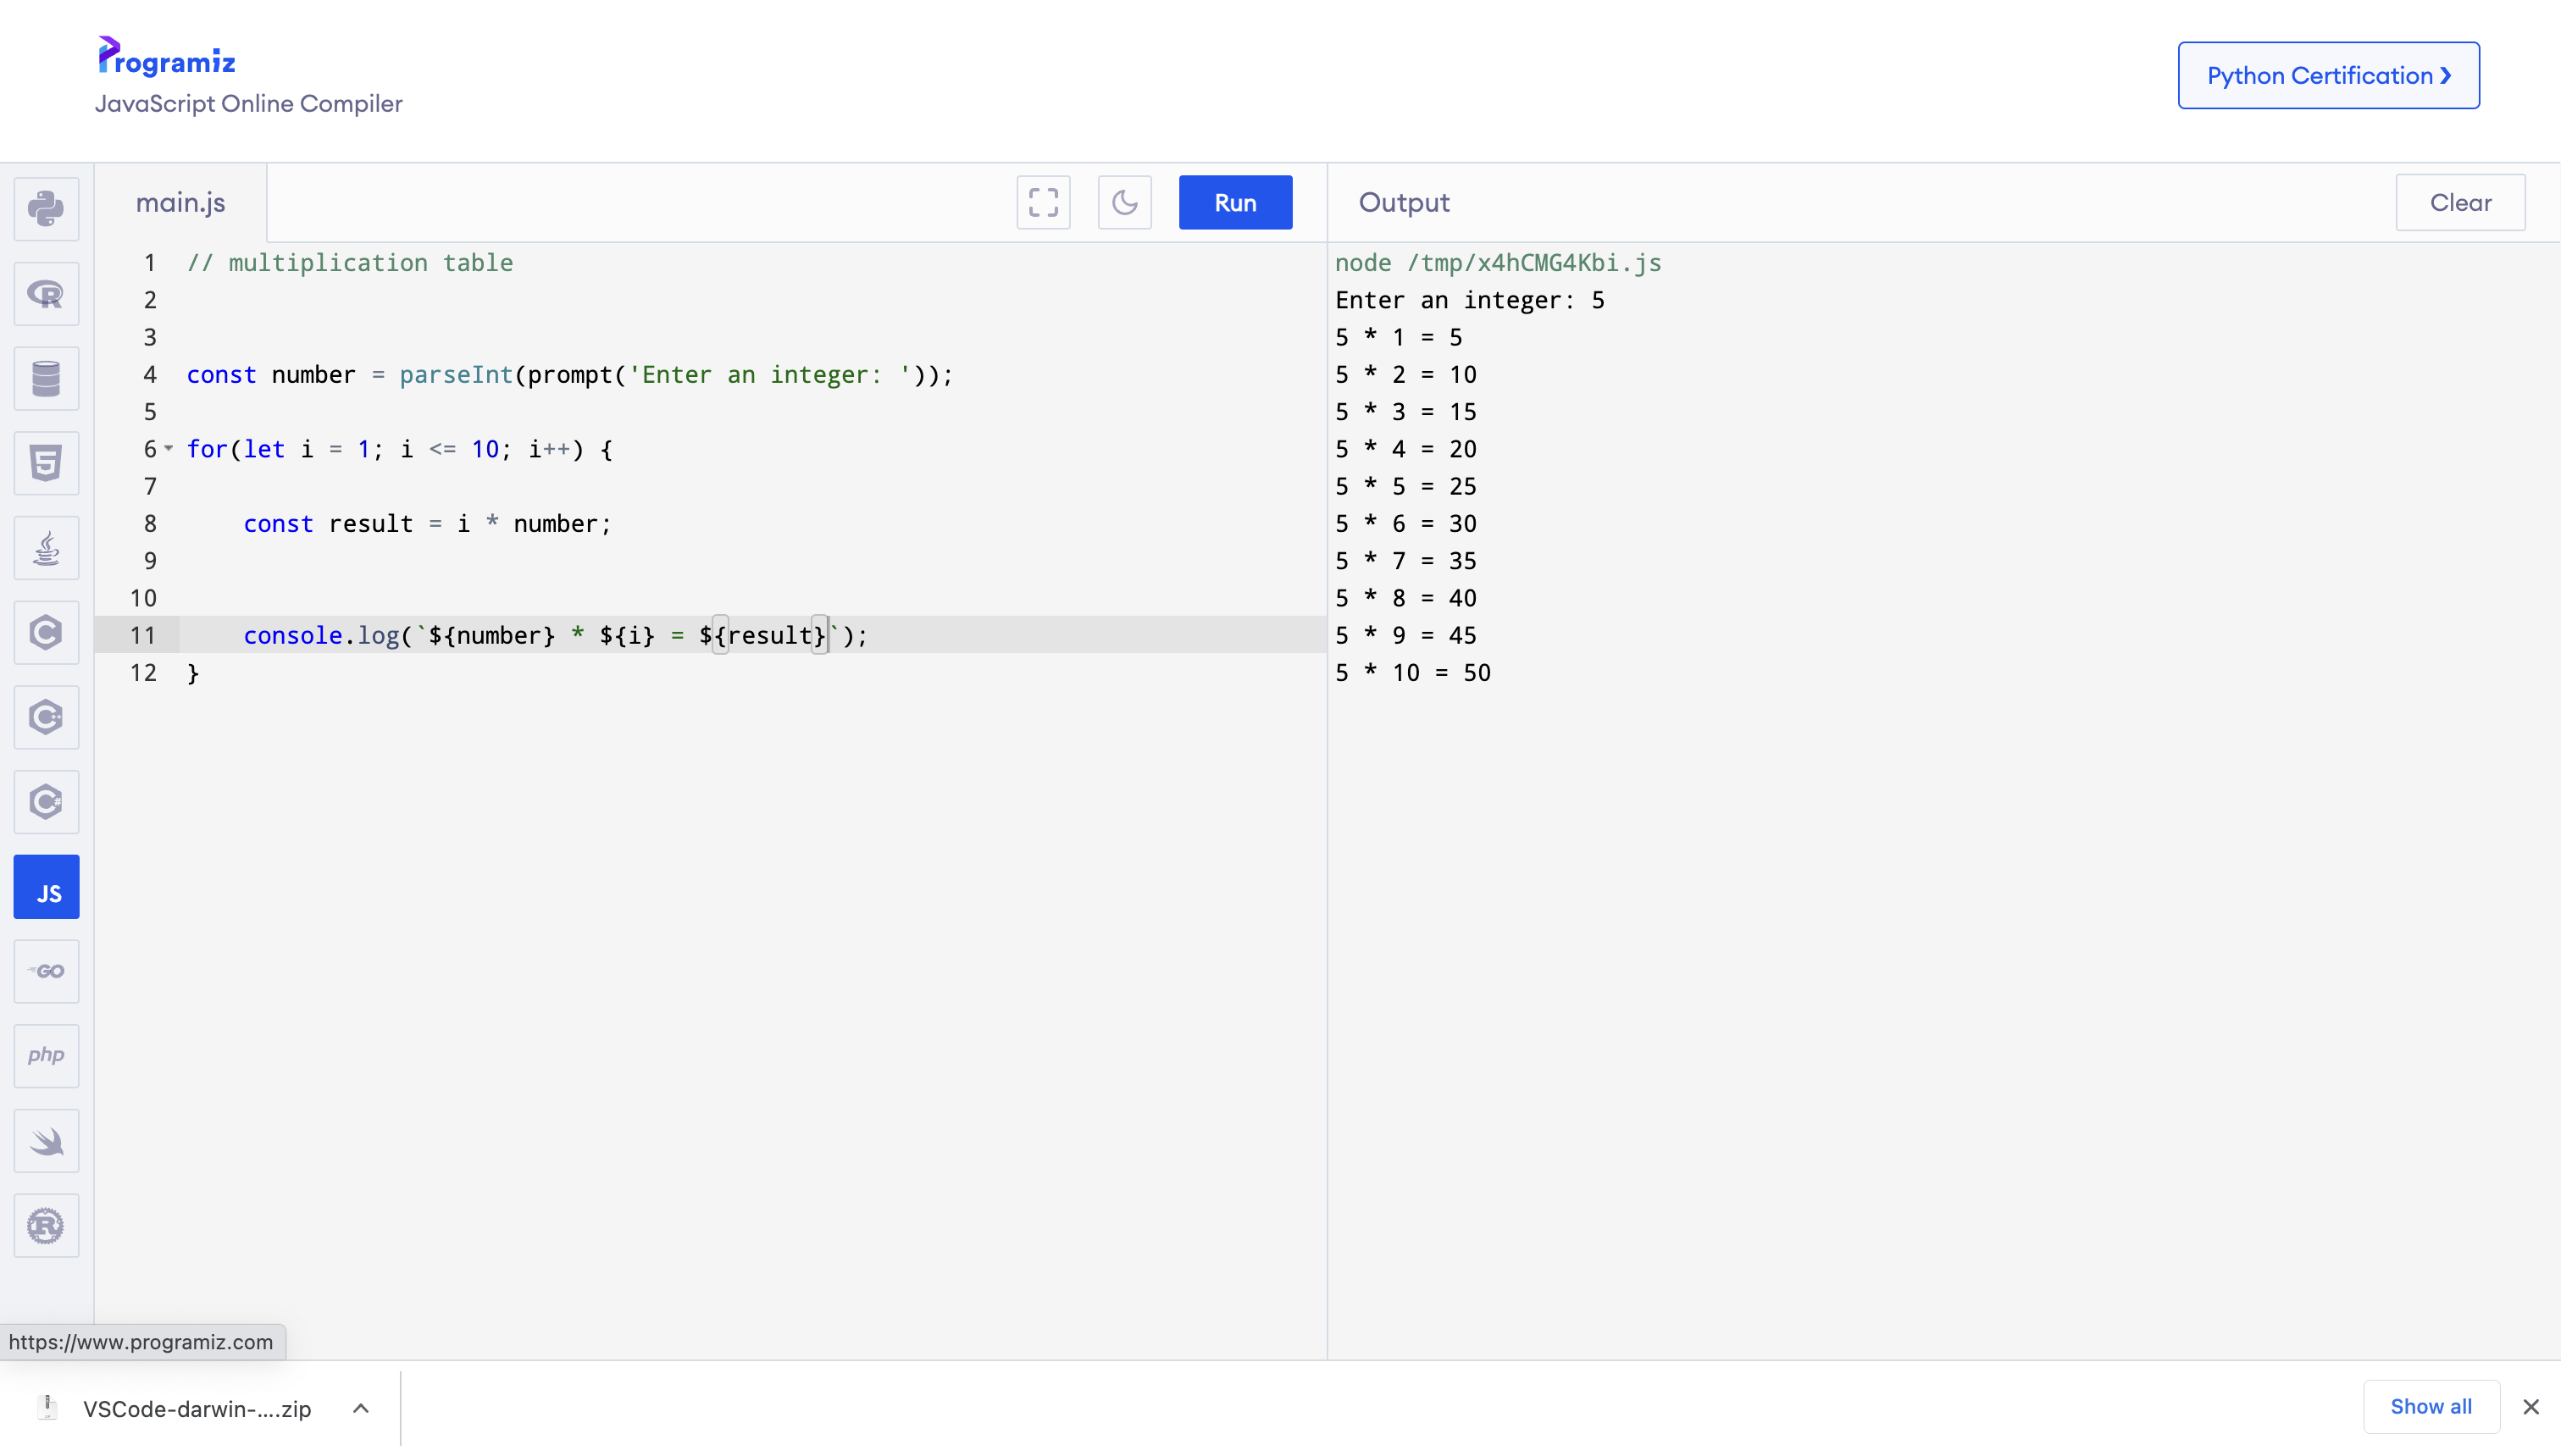 Programiz
JavaScript Online Compiler
Python Certification ❯
main.js
Run
Output
Clear
1 // multiplication table
2
3
4 const number = parseInt(prompt('Enter an integer: '));
5
6 for(let i = 1; i <= 10; i++) {
7
8     const result = i * number;
9
10
11     console.log(`${number} * ${i} = ${result}`);
12 }
node /tmp/x4hCMG4Kbi.js
Enter an integer: 5
5 * 1 = 5
5 * 2 = 10
5 * 3 = 15
5 * 4 = 20
5 * 5 = 25
5 * 6 = 30
5 * 7 = 35
5 * 8 = 40
5 * 9 = 45
5 * 10 = 50
R
5
C
C++
C#
JS
GO
php
R
https://www.programiz.com
VSCode-darwin-....zip
Show all